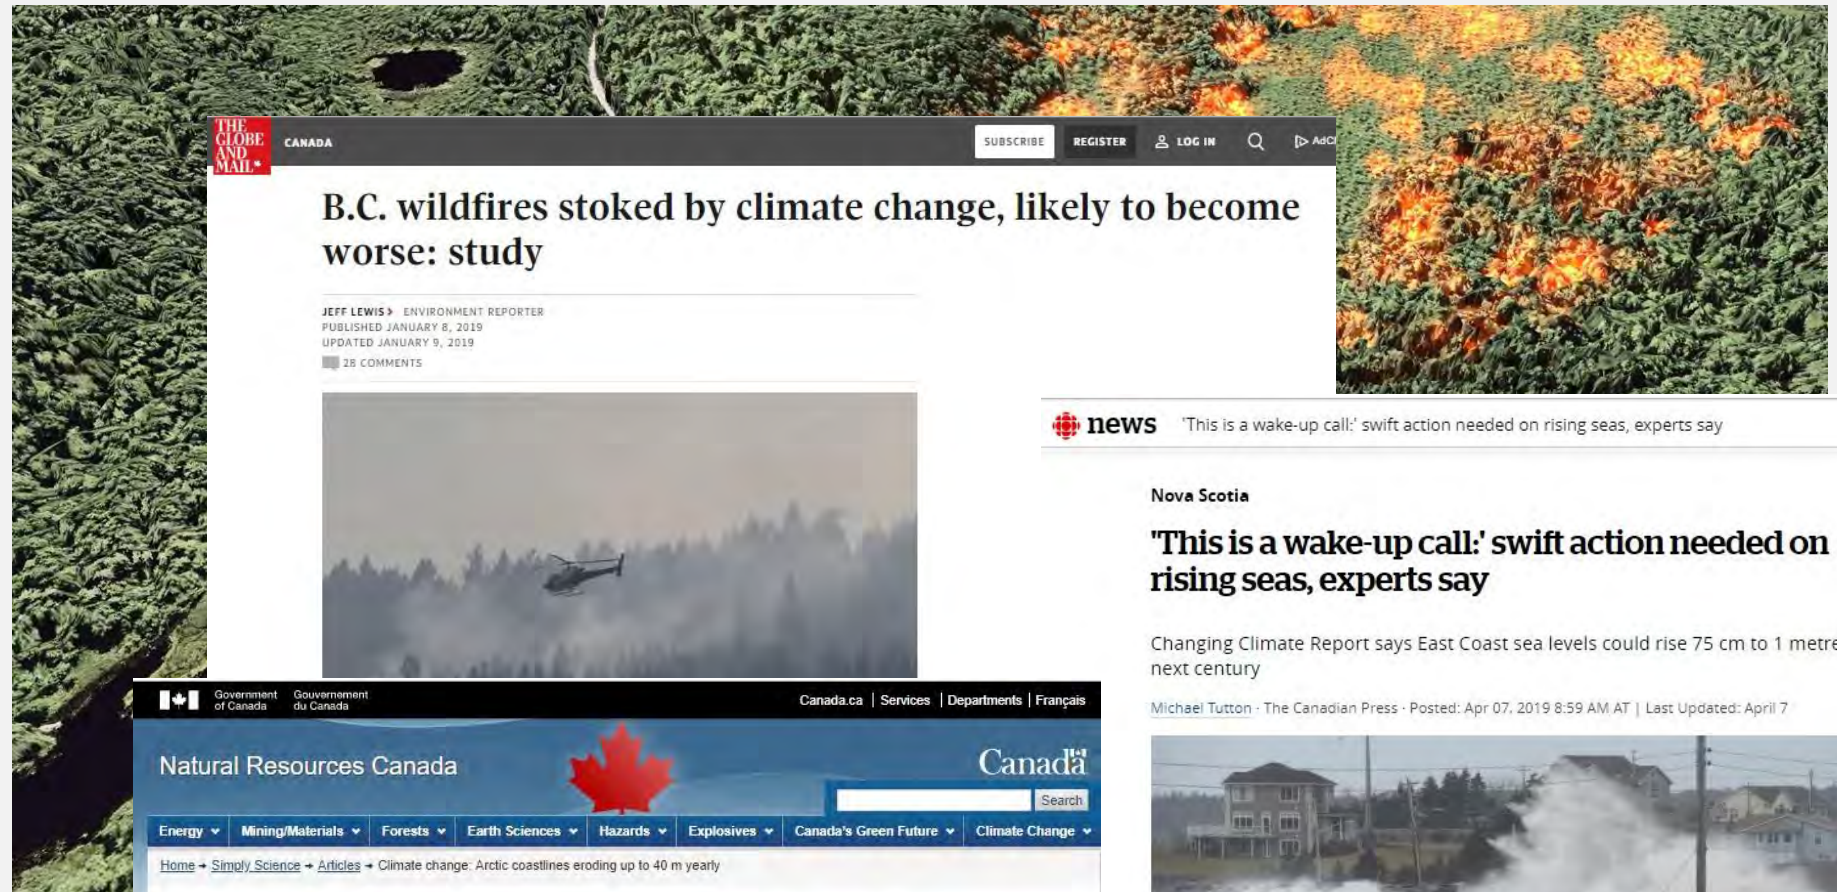 THE
GLOBE
AND
MAIL
CANADA
SUBSCRIBE REGISTER LOG IN
B.C. wildfires stoked by climate change, likely to become
worse: study
JEFF LEWIS ENVIRONMENT REPORTER
PUBLISHED JANUARY 8, 2019
UPDATED JANUARY 9, 2019
28 COMMENTS
news 'This is a wake-up call:' swift action needed on rising seas, experts say
Nova Scotia
'This is a wake-up call:' swift action needed on
rising seas, experts say
Changing Climate Report says East Coast sea levels could rise 75 cm to 1 metre
next century
Michael Tutton · The Canadian Press · Posted: Apr 07, 2019 8:59 AM AT | Last Updated: April 7
Government Gouvernement
of Canada du Canada
Canada.ca | Services | Departments | Français
Natural Resources Canada
Canada
Search
Energy Mining/Materials Forests Earth Sciences Hazards Explosives Canada's Green Future Climate Change
Home → Simply Science → Articles → Climate change: Arctic coastlines eroding up to 40 m yearly